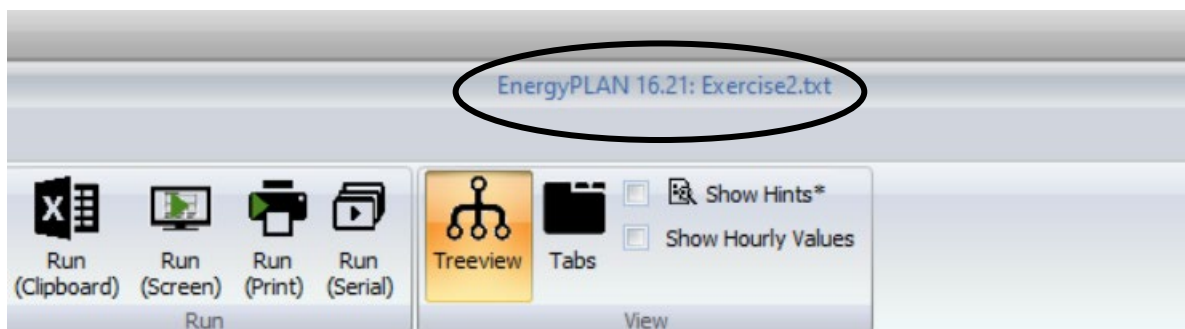 EnergyPLAN 16.21: Exercise2.txt
X
Run
(Clipboard)
Run
(Screen)
Run
(Print)
Run
(Serial)
Treeview
Tabs
Show Hints*
Show Hourly Values
Run
View